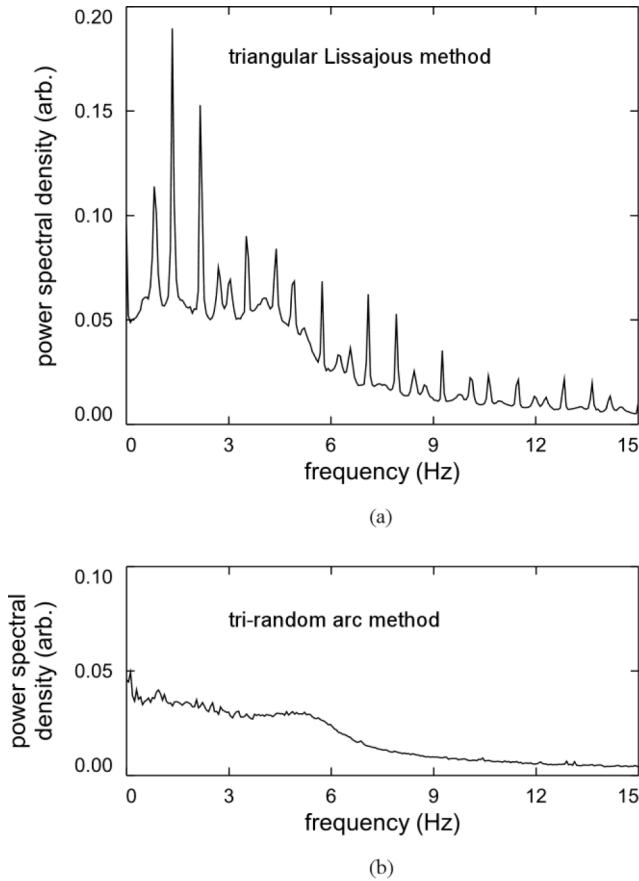 0.20
triangular Lissajous method
0.15
0.10
0.05
0.00
power spectral density (arb.)
0 3 6 9 12 15
frequency (Hz)
(a)
0.10
tri-random arc method
0.05
0.00
power spectral
density (arb.)
0 3 6 9 12 15
frequency (Hz)
(b)